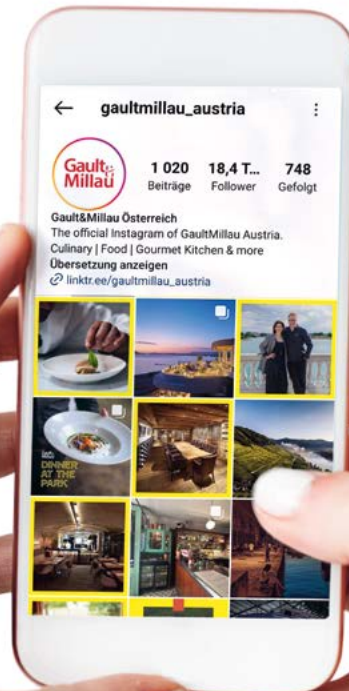 gaultmillau_austria
Gault&
Millau
1 020 18,4 T... 748
Beiträge Follower Gefolgt
Gault&Millau Österreich
The official Instagram of GaultMillau Austria.
Culinary | Food | Gourmet Kitchen & more
Übersetzung anzeigen
linktr.ee/gaultmillau_austria
DINNER
AT THE
PARK